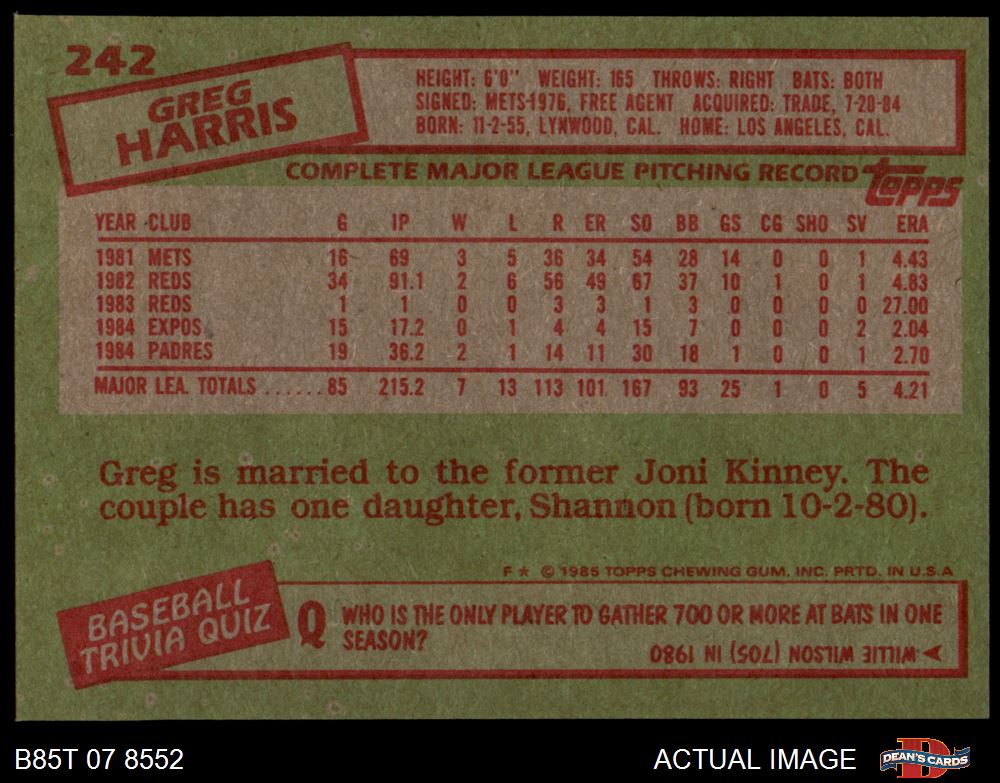 242
GREG
HARRIS
HEIGHT: 6'0" WEIGHT: 165 THROWS: RIGHT BATS: BOTH
SIGNED: METS-1976, FREE AGENT ACQUIRED: TRADE, 7-20-84
BORN: 11-2-55, LYNWOOD, CAL. HOME: LOS ANGELES, CAL.
COMPLETE MAJOR LEAGUE PITCHING RECORD topps
YEAR CLUB G IP W L R ER SO BB GS CG SHO SV ERA
1981 METS 16 69 3 5 36 34 54 28 14 0 0 1 4.43
1982 REDS 34 91.1 2 6 56 49 67 37 10 1 0 1 4.83
1983 REDS 1 1 0 0 3 3 1 3 0 0 0 0 27.00
1984 EXPOS 15 17.2 0 1 4 4 15 7 0 0 0 2 2.04
1984 PADRES 19 36.2 2 1 14 11 30 18 1 0 0 1 2.70
MAJOR LEA. TOTALS ...... 85 215.2 7 13 113 101 167 93 25 1 0 5 4.21
Greg is married to the former Joni Kinney. The
couple has one daughter, Shannon (born 10-2-80).
F★ © 1985 TOPPS CHEWING GUM, INC. PRTD. IN U.S.A
BASEBALL
TRIVIA QUIZ
Q WHO IS THE ONLY PLAYER TO GATHER 700 OR MORE AT BATS IN ONE
SEASON?
WILLIE WILSON (705) IN 1980
B85T 07 8552
ACTUAL IMAGE
DEAN'S CARDS